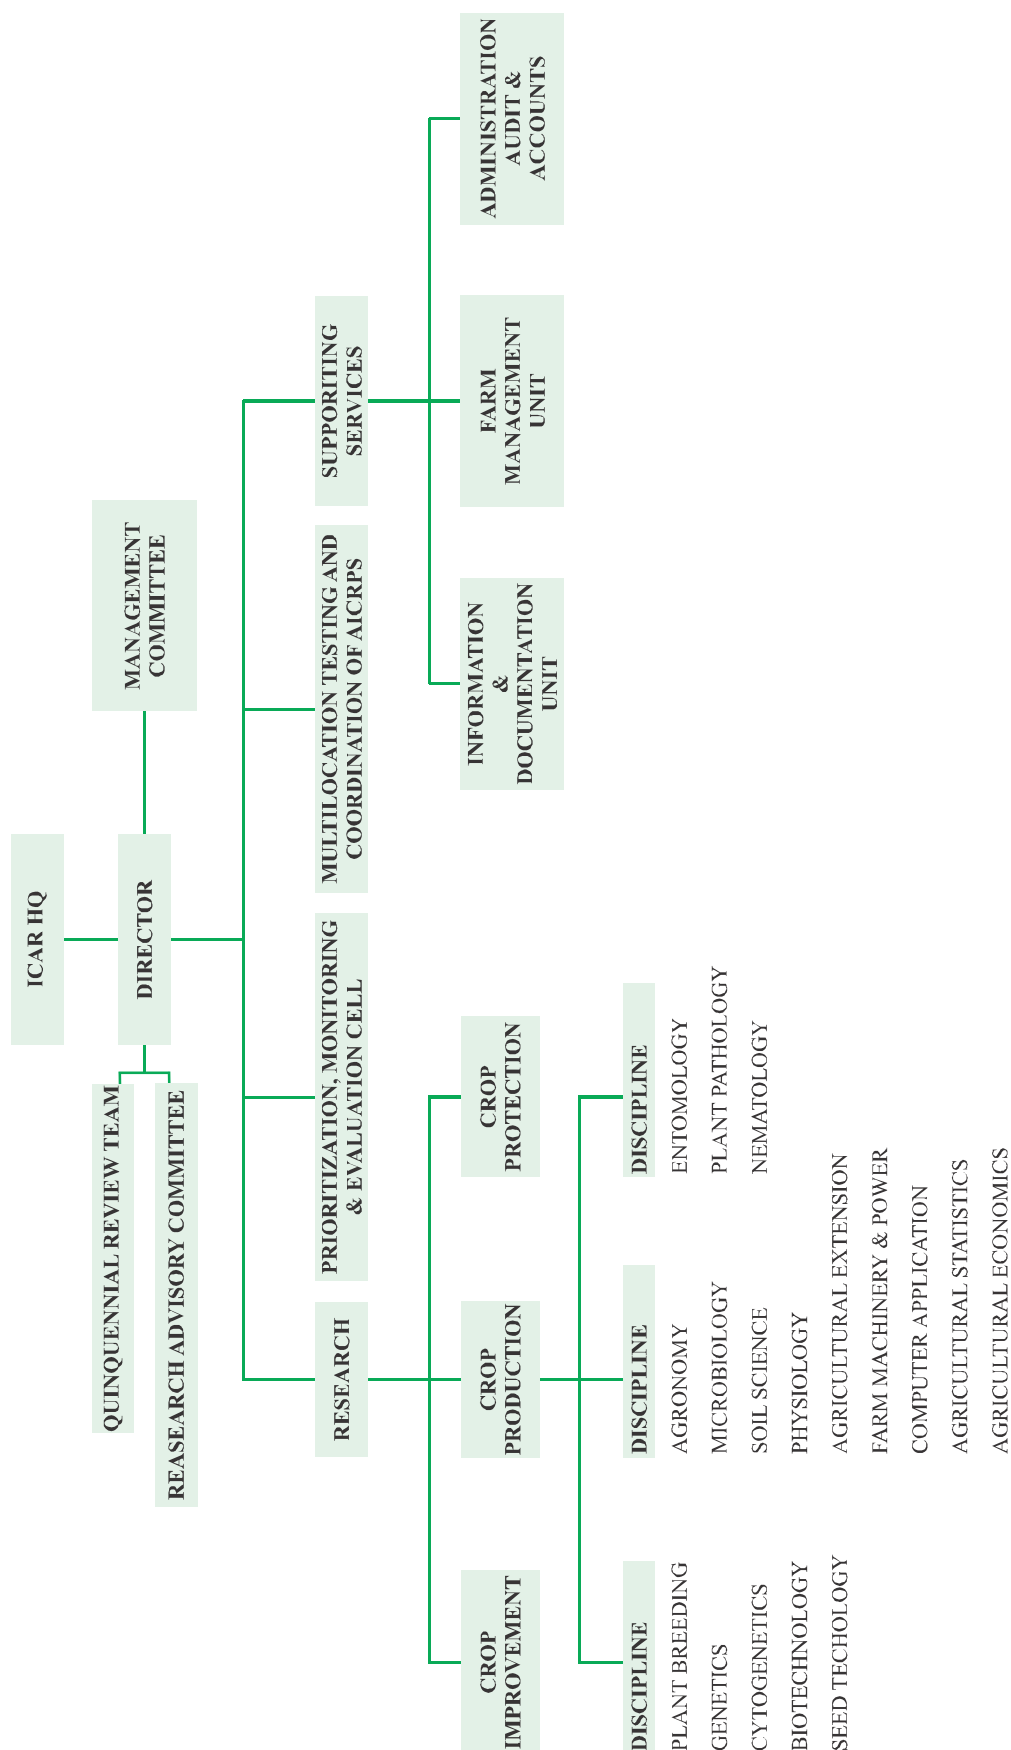 ICAR HQ
QUINQUENNIAL REVIEW TEAM
REASEARCH ADVISORY COMMITTEE
DIRECTOR
MANAGEMENT
COMMITTEE
RESEARCH
PRIORITIZATION, MONITORING
& EVALUATION CELL
MULTILOCATION TESTING AND
COORDINATION OF AICRPS
SUPPORITING
SERVICES
CROP
IMPROVEMENT
CROP
PRODUCTION
CROP
PROTECTION
INFORMATION
&
DOCUMENTATION
UNIT
FARM
MANAGEMENT
UNIT
ADMINISTRATION
AUDIT &
ACCOUNTS
DISCIPLINE
PLANT BREEDING
GENETICS
CYTOGENETICS
BIOTECHNOLOGY
SEED TECHOLOGY
DISCIPLINE
AGRONOMY
MICROBIOLOGY
SOIL SCIENCE
PHYSIOLOGY
AGRICULTURAL EXTENSION
FARM MACHINERY & POWER
COMPUTER APPLICATION
AGRICULTURAL STATISTICS
AGRICULTURAL ECONOMICS
DISCIPLINE
ENTOMOLOGY
PLANT PATHOLOGY
NEMATOLOGY